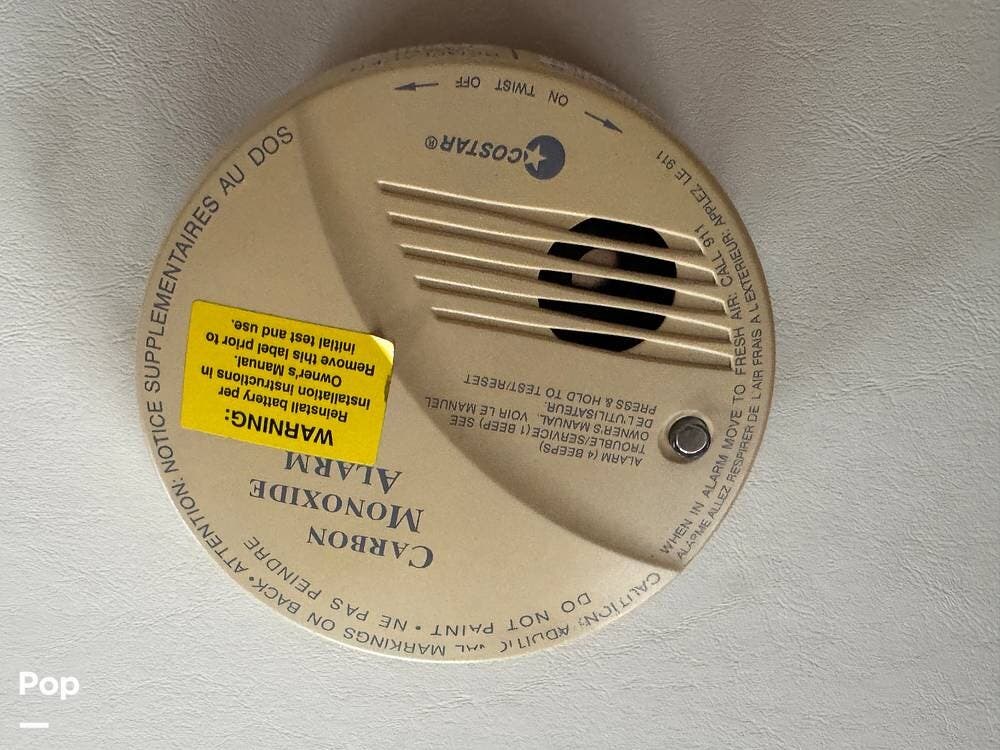 CARBON
MONOXIDE
ALARM
WARNING:
Reinstall battery per
installation instructions in
Owner's Manual.
Remove this label prior to
initial test and use.
ALARM (4 BEEPS)
TROUBLE/SERVICE (1 BEEP) SEE
OWNER'S MANUAL. VOIR LE MANUEL
DE L'UTILISATEUR.
PRESS & HOLD TO TEST/RESET
COSTAR®
ON TWIST OFF
WHEN IN ALARM MOVE TO FRESH AIR: CALL 911
ALARME ALLEZ RESPIRER DE L'AIR FRAIS A L'EXTERIEUR: APPLEZ LE 911
CAUTION: ADDITIONAL MARKINGS ON BACK • ATTENTION: NOTICE SUPPLEMENTAIRES AU DOS
DO NOT PAINT • NE PAS PEINDRE
Pop